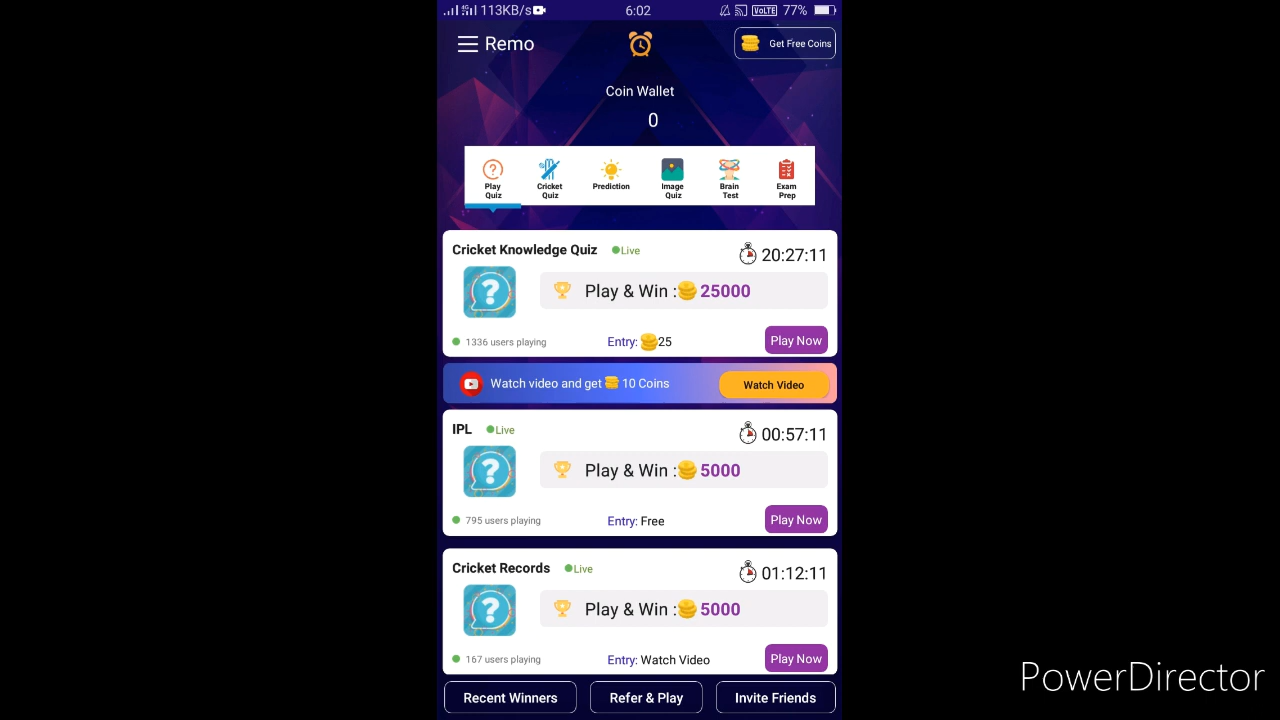 113KB/s
6:02
VoLTE 77%
Remo
Get Free Coins
Coin Wallet
0
Play Quiz
Cricket Quiz
Prediction
Image Quiz
Brain Test
Exam Prep
Cricket Knowledge Quiz
Live
20:27:11
Play & Win : 25000
1336 users playing
Entry: 25
Play Now
Watch video and get 10 Coins
Watch Video
IPL
Live
00:57:11
Play & Win : 5000
795 users playing
Entry: Free
Play Now
Cricket Records
Live
01:12:11
Play & Win : 5000
167 users playing
Entry: Watch Video
Play Now
Recent Winners
Refer & Play
Invite Friends
PowerDirector